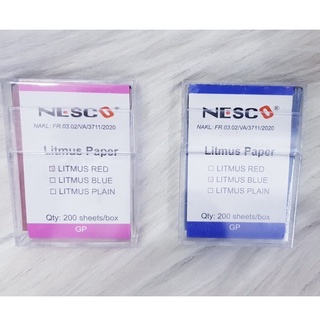 NESCO®
NAKL: FR.03.02/VA/3711/2020
Litmus Paper
☑ LITMUS RED
☐ LITMUS BLUE
☐ LITMUS PLAIN
Qty: 200 sheets/box
GP
NESCO®
NAKL: FR.03.02/VA/3711/2020
Litmus Paper
☐ LITMUS RED
☑ LITMUS BLUE
☐ LITMUS PLAIN
Qty: 200 sheets/box
GP